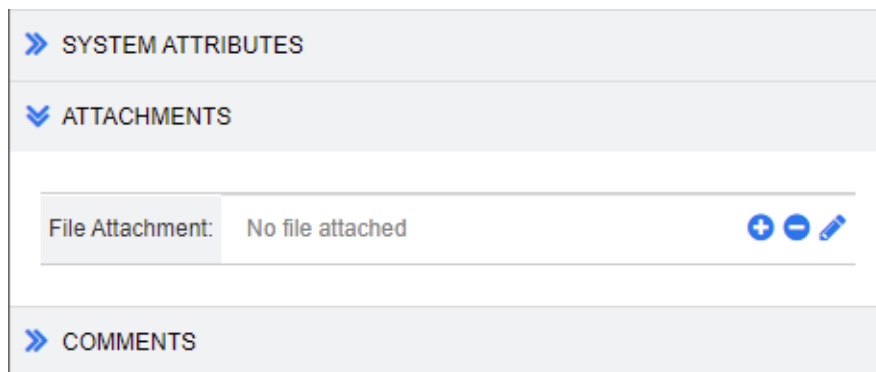 SYSTEM ATTRIBUTES
ATTACHMENTS
File Attachment: No file attached
COMMENTS